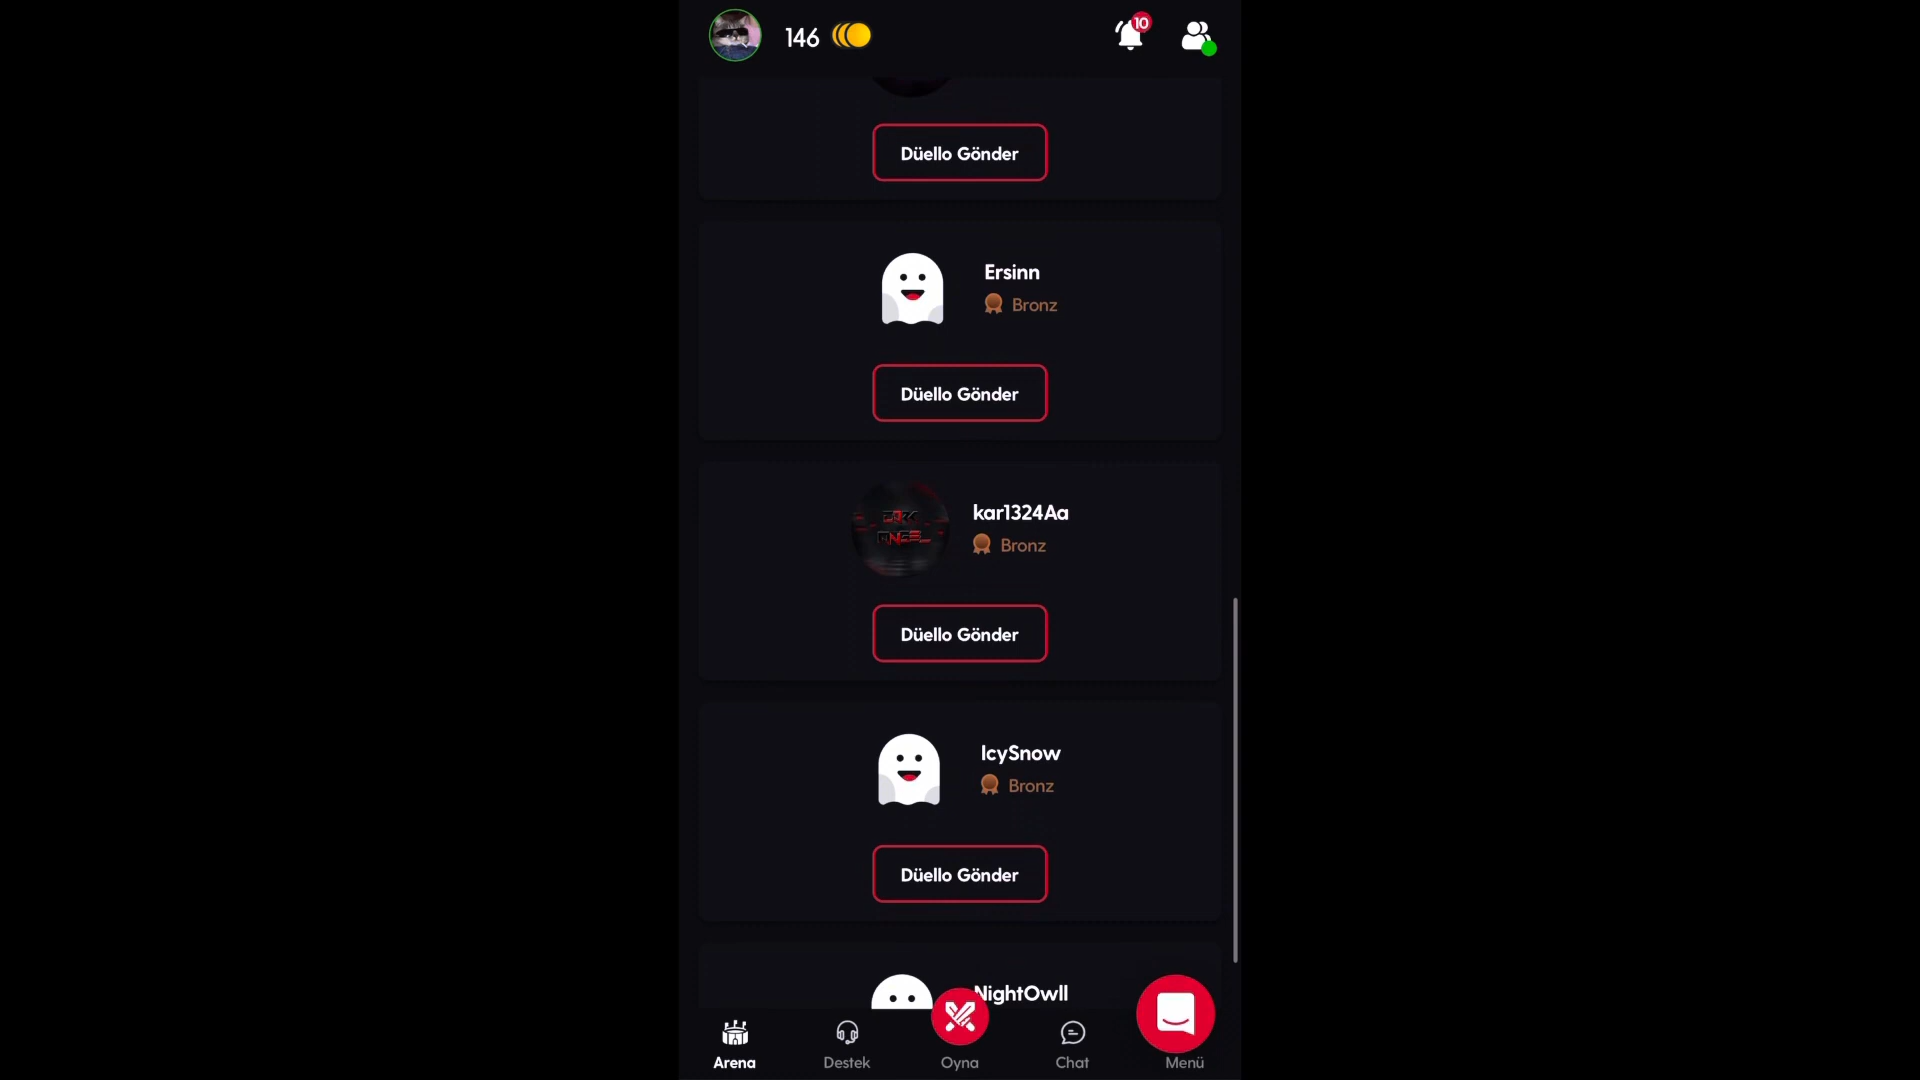 146
10
Düello Gönder
Ersinn
Bronz
Düello Gönder
kar1324Aa
Bronz
Düello Gönder
IcySnow
Bronz
Düello Gönder
NightOwll
Arena
Destek
Oyna
Chat
Menü